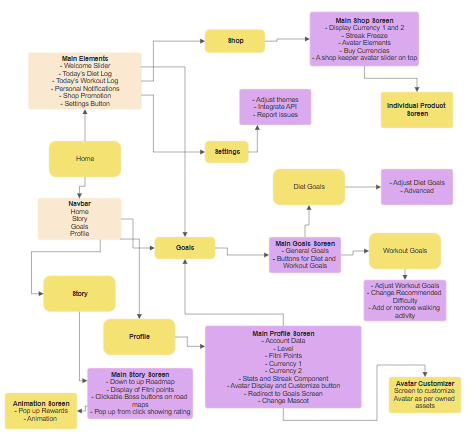 Main Shop Screen
- Display Currency 1 and 2
- Streak Freeze
- Avatar Elements
- Buy Currencies
- A shop keeper avatar slider on top
Shop
Main Elements
- Welcome Slider
- Today's Diet Log
- Today's Workout Log
- Personal Notifications
- Shop Promotion
- Settings Button
- Adjust themes
- Integrate API
- Report issues
Individual Product
Screen
Settings
Home
Diet Goals
- Adjust Diet Goals
- Advanced
Navbar
Home
Story
Goals
Profile
Goals
Main Goals Screen
- General Goals
- Buttons for Diet and
Workout Goals
Workout Goals
- Adjust Workout Goals
- Change Recommended
Difficulty
- Add or remove walking
activity
Story
Profile
Main Profile Screen
- Account Data
- Level
- Fitni Points
- Currency 1
- Currency 2
- Stats and Streak Component
- Avatar Display and Customize button
- Redirect to Goals Screen
- Change Mascot
Main Story Screen
- Down to up Roadmap
- Display of Fitni points
- Clickable Boss buttons on road
maps
- Pop up from click showing rating
Animation Screen
- Pop up Rewards
- Animation
Avatar Customizer
Screen to customize
Avatar as per owned
assets